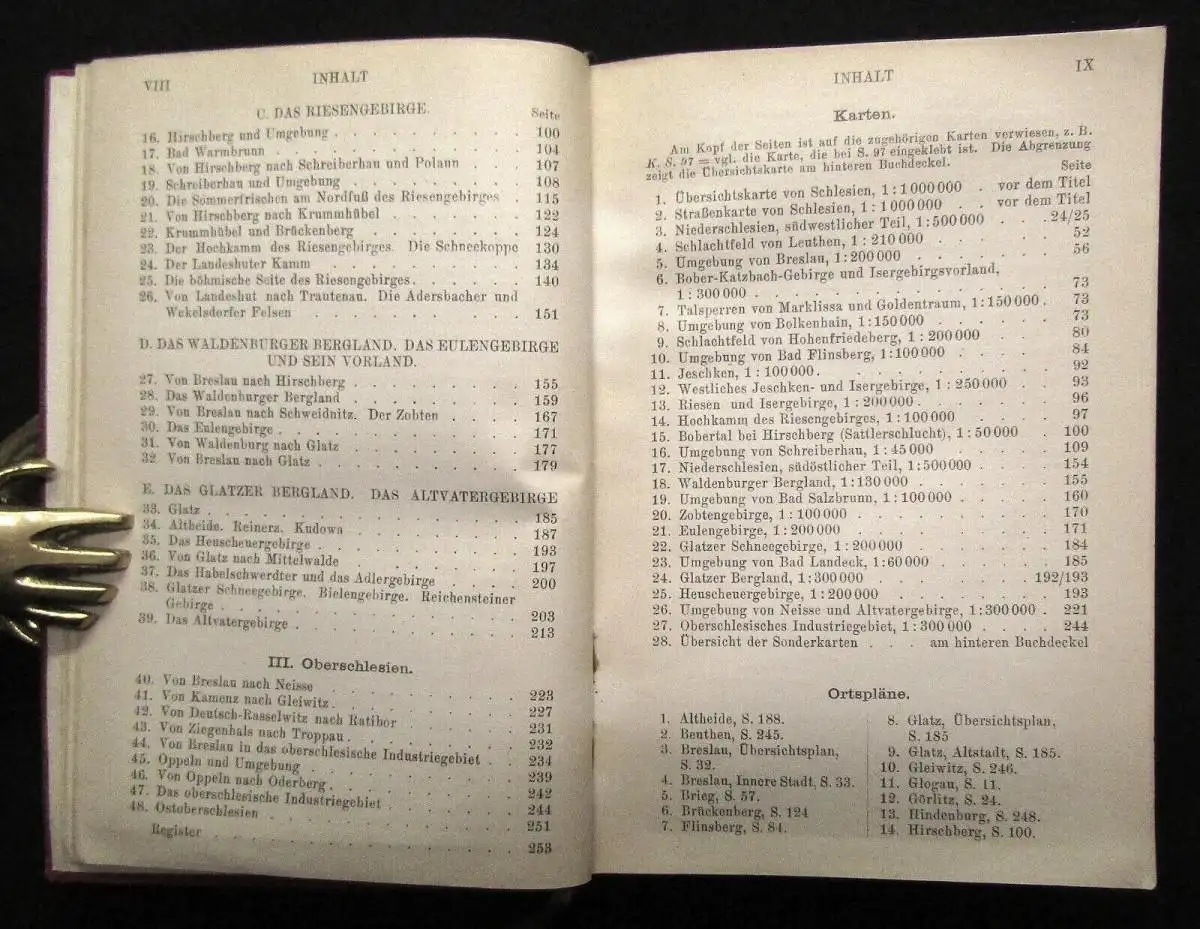 VIII INHALT
C. DAS RIESENGEBIRGE.
Seite
16. Hirschberg und Umgebung . . . 100
17. Bad Warmbrunn . . . 104
18. Von Hirschberg nach Schreiberhau und Polaun 107
19. Schreiberhau und Umgebung . . . 108
20. Die Sommerfrischen am Nordfuß des Riesengebirges . 115
21. Von Hirschberg nach Krummhübel . . . 122
22. Krummhübel und Brückenberg . . . 124
23. Der Hochkamm des Riesengebirges. Die Schneekoppe 130
24. Der Landeshuter Kamm . . . 134
25. Die böhmische Seite des Riesengebirges . . . 140
26. Von Landeshut nach Trautenau. Die Adersbacher und
Wekelsdorfer Felsen . . . 151
D. DAS WALDENBURGER BERGLAND. DAS EULENGEBIRGE
UND SEIN VORLAND.
27. Von Breslau nach Hirschberg . . . 155
28. Das Waldenburger Bergland . . . 159
29. Von Breslau nach Schweidnitz. Der Zobten . . . 167
30. Das Eulengebirge . . . 171
31. Von Waldenburg nach Glatz . . . 177
32. Von Breslau nach Glatz . . . 179
E. DAS GLATZER BERGLAND. DAS ALTVATERGEBIRGE
33. Glatz . . . 185
34. Altheide. Reinerz. Kudowa . . . 187
35. Das Heuscheuergebirge . . . 193
36. Von Glatz nach Mittelwalde . . . 197
37. Das Habelschwerdter und das Adlergebirge . . . 200
38. Glatzer Schneegebirge. Bielengebirge. Reichensteiner
Gebirge . . . 203
39. Das Altvatergebirge . . . 213
III. Oberschlesien.
40. Von Breslau nach Neisse . . . 223
41. Von Kamenz nach Gleiwitz . . . 227
42. Von Deutsch-Rasselwitz nach Ratibor . . . 231
43. Von Ziegenhals nach Troppau . . . 232
44. Von Breslau in das oberschlesische Industriegebiet . . 234
45. Oppeln und Umgebung . . . 239
46. Von Oppeln nach Oderberg . . . 242
47. Das oberschlesische Industriegebiet . . . 244
48. Ostoberschlesien . . . 251
Register . . . 253
INHALT IX
Karten.
Am Kopf der Seiten ist auf die zugehörigen Karten verwiesen, z. B.
K. S. 97 = vgl. die Karte, die bei S. 97 eingeklebt ist. Die Abgrenzung
zeigt die Übersichtskarte am hinteren Buchdeckel.
Seite
1. Übersichtskarte von Schlesien, 1:1000000 . vor dem Titel
2. Straßenkarte von Schlesien, 1:1000000 . . vor dem Titel
3. Niederschlesien, südwestlicher Teil, 1:500000 . . . 24/25
4. Schlachtfeld von Leuthen, 1:210000 . . . 52
5. Umgebung von Breslau, 1:200000 . . . 56
6. Bober-Katzbach-Gebirge und Isergebirgsvorland,
1:300000 . . . 73
7. Talsperren von Marklissa und Goldentraum, 1:150000 . 73
8. Umgebung von Bolkenhain, 1:150000 . . . 73
9. Schlachtfeld von Hohenfriedeberg, 1:200000 . . . 80
10. Umgebung von Bad Flinsberg, 1:100000 . . . 84
11. Jeschken, 1:100000 . . . 92
12. Westliches Jeschken- und Isergebirge, 1:250000 . . . 93
13. Riesen und Isergebirge, 1:200000 . . . 96
14. Hochkamm des Riesengebirges, 1:100000 . . . 97
15. Bobertal bei Hirschberg (Sattlerschlucht), 1:50000 . 100
16. Umgebung von Schreiberhau, 1:45000 . . . 109
17. Niederschlesien, südöstlicher Teil, 1:500000 . . . 154
18. Waldenburger Bergland, 1:130000 . . . 155
19. Umgebung von Bad Salzbrunn, 1:100000 . . . 160
20. Zobtengebirge, 1:100000 . . . 170
21. Eulengebirge, 1:200000 . . . 171
22. Glatzer Schneegebirge, 1:200000 . . . 184
23. Umgebung von Bad Landeck, 1:60000 . . . 185
24. Glatzer Bergland, 1:300000 . . . 192/193
25. Heuscheuergebirge, 1:200000 . . . 193
26. Umgebung von Neisse und Altvatergebirge, 1:300000 . 221
27. Oberschlesisches Industriegebiet, 1:300000 . . . 244
28. Übersicht der Sonderkarten . . . am hinteren Buchdeckel
Ortspläne.
1. Altheide, S. 188.
2. Beuthen, S. 245.
3. Breslau, Übersichtsplan,
S. 32.
4. Breslau, Innere Stadt, S. 33.
5. Brieg, S. 57.
6. Brückenberg, S. 124
7. Flinsberg, S. 84.
8. Glatz, Übersichtsplan,
S. 185
9. Glatz, Altstadt, S. 185.
10. Gleiwitz, S. 246.
11. Glogau, S. 11.
12. Görlitz, S. 24.
13. Hindenburg, S. 248.
14. Hirschberg, S. 100.